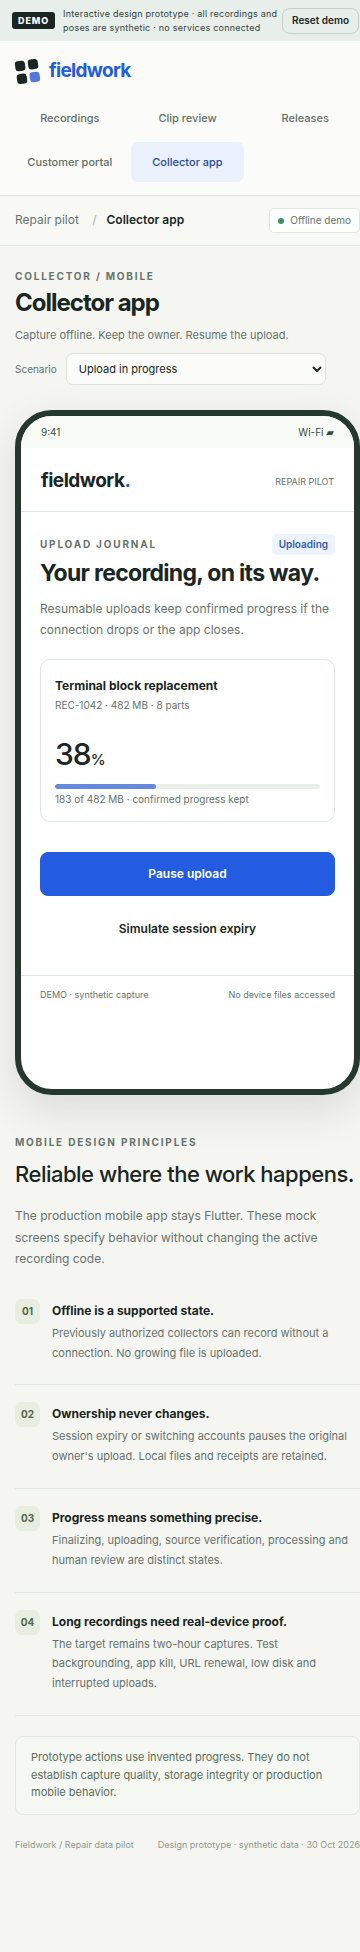 DEMO
Interactive design prototype · all recordings and
poses are synthetic · no services connected
Reset demo
fieldwork
Recordings Clip review Releases
Customer portal Collector app
Repair pilot / Collector app Offline demo
COLLECTOR / MOBILE
Collector app
Capture offline. Keep the owner. Resume the upload.
Scenario Upload in progress
9:41 Wi-Fi
fieldwork. REPAIR PILOT
UPLOAD JOURNAL Uploading
Your recording, on its way.
Resumable uploads keep confirmed progress if the
connection drops or the app closes.
Terminal block replacement
REC-1042 · 482 MB · 8 parts
38%
183 of 482 MB · confirmed progress kept
Pause upload
Simulate session expiry
DEMO · synthetic capture No device files accessed
MOBILE DESIGN PRINCIPLES
Reliable where the work happens.
The production mobile app stays Flutter. These mock
screens specify behavior without changing the active
recording code.
01 Offline is a supported state.
Previously authorized collectors can record without a
connection. No growing file is uploaded.
02 Ownership never changes.
Session expiry or switching accounts pauses the original
owner's upload. Local files and receipts are retained.
03 Progress means something precise.
Finalizing, uploading, source verification, processing and
human review are distinct states.
04 Long recordings need real-device proof.
The target remains two-hour captures. Test
backgrounding, app kill, URL renewal, low disk and
interrupted uploads.
Prototype actions use invented progress. They do not
establish capture quality, storage integrity or production
mobile behavior.
Fieldwork / Repair data pilot Design prototype · synthetic data · 30 Oct 2026